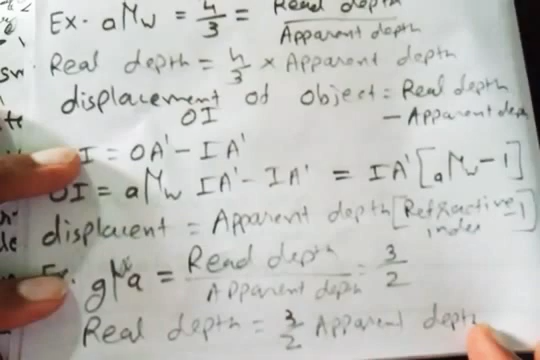 Ex. aμw = 4/3 = Real depth / Apparent depth
Real depth = 4/3 × Apparent depth
displacement of object = Real depth
OI - Apparent depth
I = OA' - IA'
OI = aμw IA' - IA' = IA' [aμw - 1]
displacent = Apparent depth [Refractive index - 1]
Ex. gμa = Read depth / Apparent depth = 3/2
Real depth = 3/2 Apparent depth